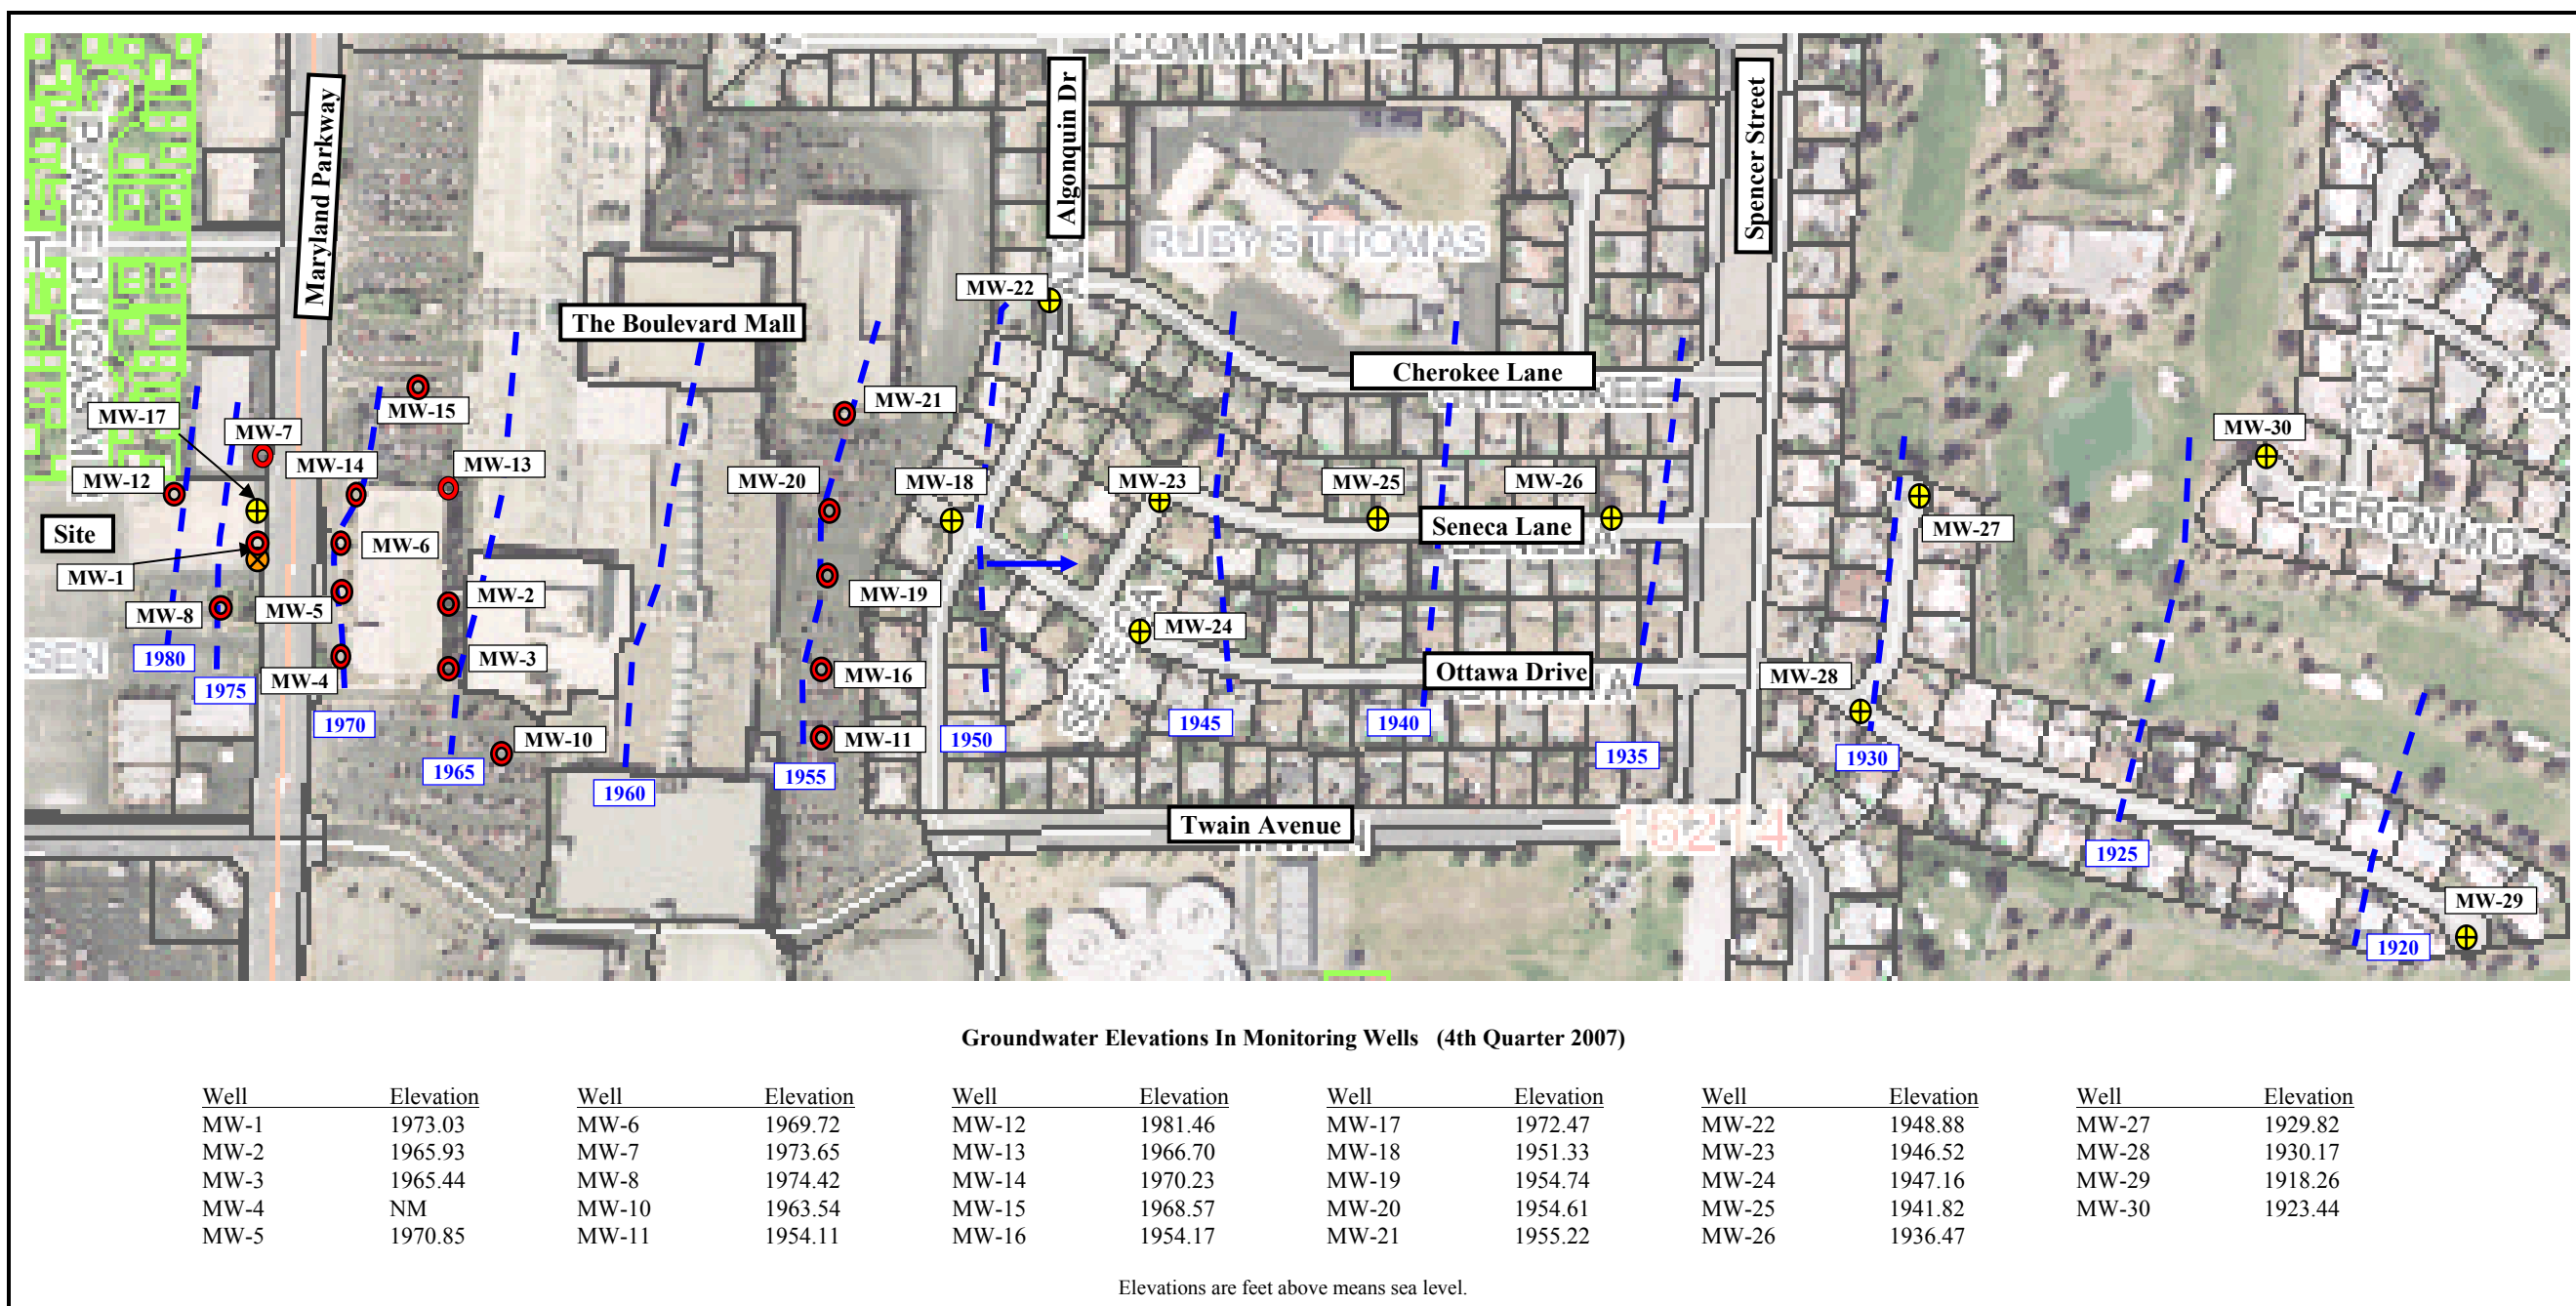 COMMANCHE
Maryland Parkway
Algonquin Dr
Spencer Street
RUBY S THOMAS
MW-22
The Boulevard Mall
Cherokee Lane
MW-17
MW-7
MW-15
MW-21
MW-30
COCHISE
MW-12
MW-14
MW-13
MW-20
MW-18
MW-23
MW-25
MW-26
GERONIMO
Site
MW-6
Seneca Lane
MW-27
MW-1
MW-8
MW-5
MW-2
MW-19
MW-24
SEN
1980
1975
MW-4
MW-3
MW-16
Ottawa Drive
MW-28
1970
MW-10
MW-11
1950
1945
1940
1935
1930
1965
1960
1955
Twain Avenue
16214
1925
MW-29
1920
Groundwater Elevations In Monitoring Wells (4th Quarter 2007)
Well Elevation Well Elevation Well Elevation Well Elevation Well Elevation Well Elevation
MW-1 1973.03 MW-6 1969.72 MW-12 1981.46 MW-17 1972.47 MW-22 1948.88 MW-27 1929.82
MW-2 1965.93 MW-7 1973.65 MW-13 1966.70 MW-18 1951.33 MW-23 1946.52 MW-28 1930.17
MW-3 1965.44 MW-8 1974.42 MW-14 1970.23 MW-19 1954.74 MW-24 1947.16 MW-29 1918.26
MW-4 NM MW-10 1963.54 MW-15 1968.57 MW-20 1954.61 MW-25 1941.82 MW-30 1923.44
MW-5 1970.85 MW-11 1954.11 MW-16 1954.17 MW-21 1955.22 MW-26 1936.47
Elevations are feet above means sea level.